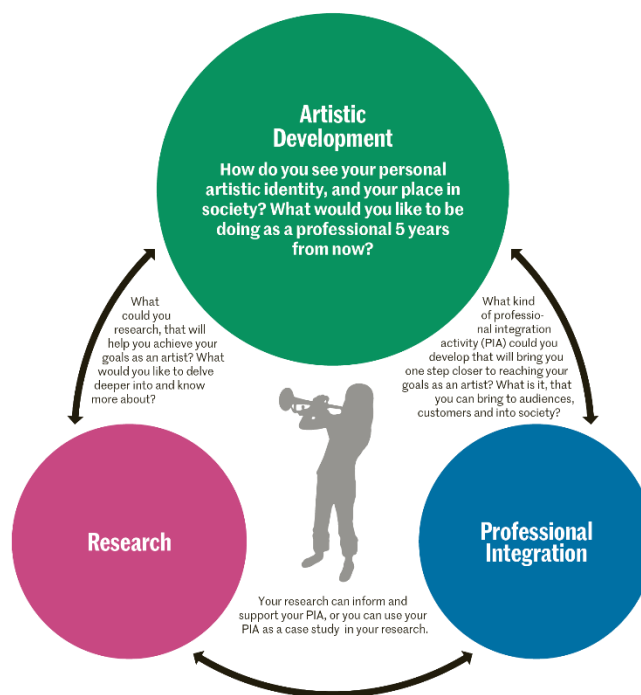 Artistic
Development
How do you see your personal
artistic identity, and your place in
society? What would you like to be
doing as a professional 5 years
from now?
What
could you
research, that will
help you achieve your
goals as an artist? What
would you like to delve
deeper into and know
more about?
What kind
of professio-
nal integration
activity (PIA) could you
develop that will bring you
one step closer to reaching your
goals as an artist? What is it, that
you can bring to audiences,
customers and into society?
Research
Professional
Integration
Your research can inform and
support your PIA, or you can use your
PIA as a case study in your research.